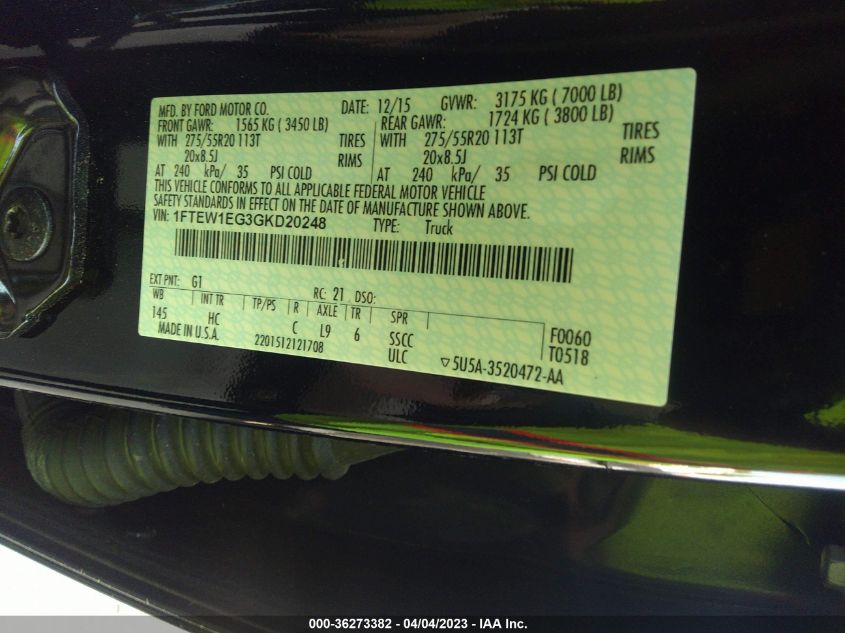 MFD. BY FORD MOTOR CO. DATE: 12/15 GVWR: 3175 KG ( 7000 LB)
FRONT GAWR: 1565 KG ( 3450 LB) REAR GAWR: 1724 KG ( 3800 LB)
WITH 275/55R20 113T TIRES WITH 275/55R20 113T TIRES
20x8.5J RIMS 20x8.5J RIMS
AT 240 kPa/ 35 PSI COLD AT 240 kPa/ 35 PSI COLD
THIS VEHICLE CONFORMS TO ALL APPLICABLE FEDERAL MOTOR VEHICLE
SAFETY STANDARDS IN EFFECT ON THE DATE OF MANUFACTURE SHOWN ABOVE.
VIN: 1FTEW1EG3GKD20248 TYPE: Truck
EXT PNT: G1 RC: 21 DSO:
WB INT TR TP/PS R AXLE TR SPR
145 HC C L9 6 SSCC F0060
MADE IN U.S.A. 2201512121708 ULC T0518
▽5U5A-3520472-AA
000-36273382 - 04/04/2023 - IAA Inc.